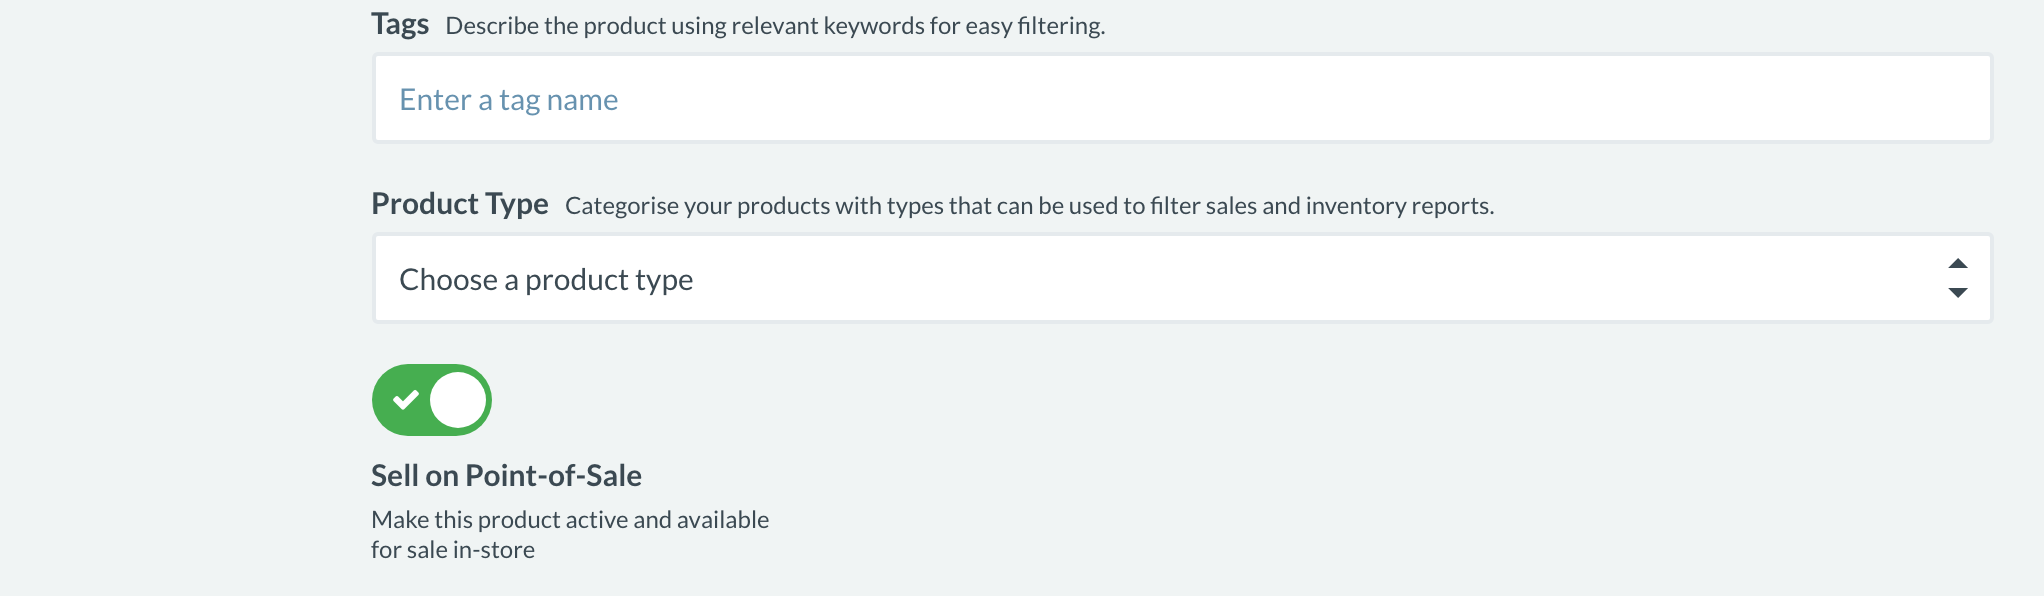 Tags Describe the product using relevant keywords for easy filtering.
Enter a tag name
Product Type Categorise your products with types that can be used to filter sales and inventory reports.
Choose a product type
Sell on Point-of-Sale
Make this product active and available
for sale in-store